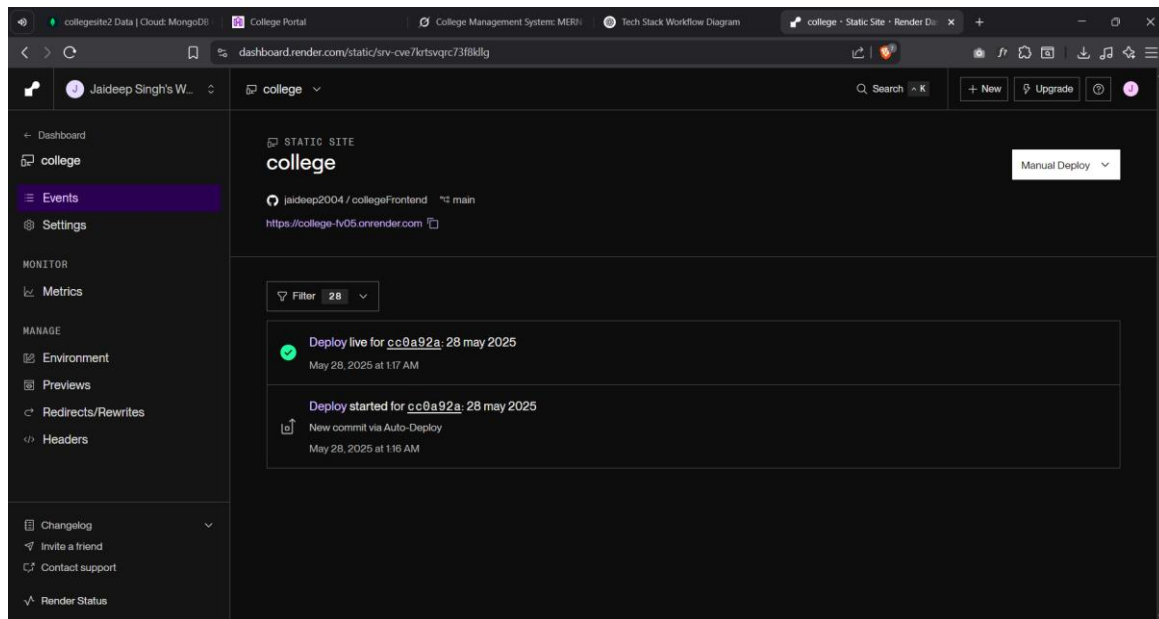 collegesite2 Data | Cloud: MongoDB
College Portal
College Management System: MERN
Tech Stack Workflow Diagram
college · Static Site · Render Da
dashboard.render.com/static/srv-cve7krtsvqrc73f8kllg
J Jaideep Singh's W...
college
Search ^ K
+ New
Upgrade
J
← Dashboard
college
Events
Settings
MONITOR
Metrics
MANAGE
Environment
Previews
Redirects/Rewrites
Headers
Changelog
Invite a friend
Contact support
Render Status
STATIC SITE
college
Manual Deploy
jaideep2004 / collegeFrontend main
https://college-fv05.onrender.com
Filter 28
Deploy live for cc0a92a: 28 may 2025
May 28, 2025 at 1:17 AM
Deploy started for cc0a92a: 28 may 2025
New commit via Auto-Deploy
May 28, 2025 at 1:16 AM